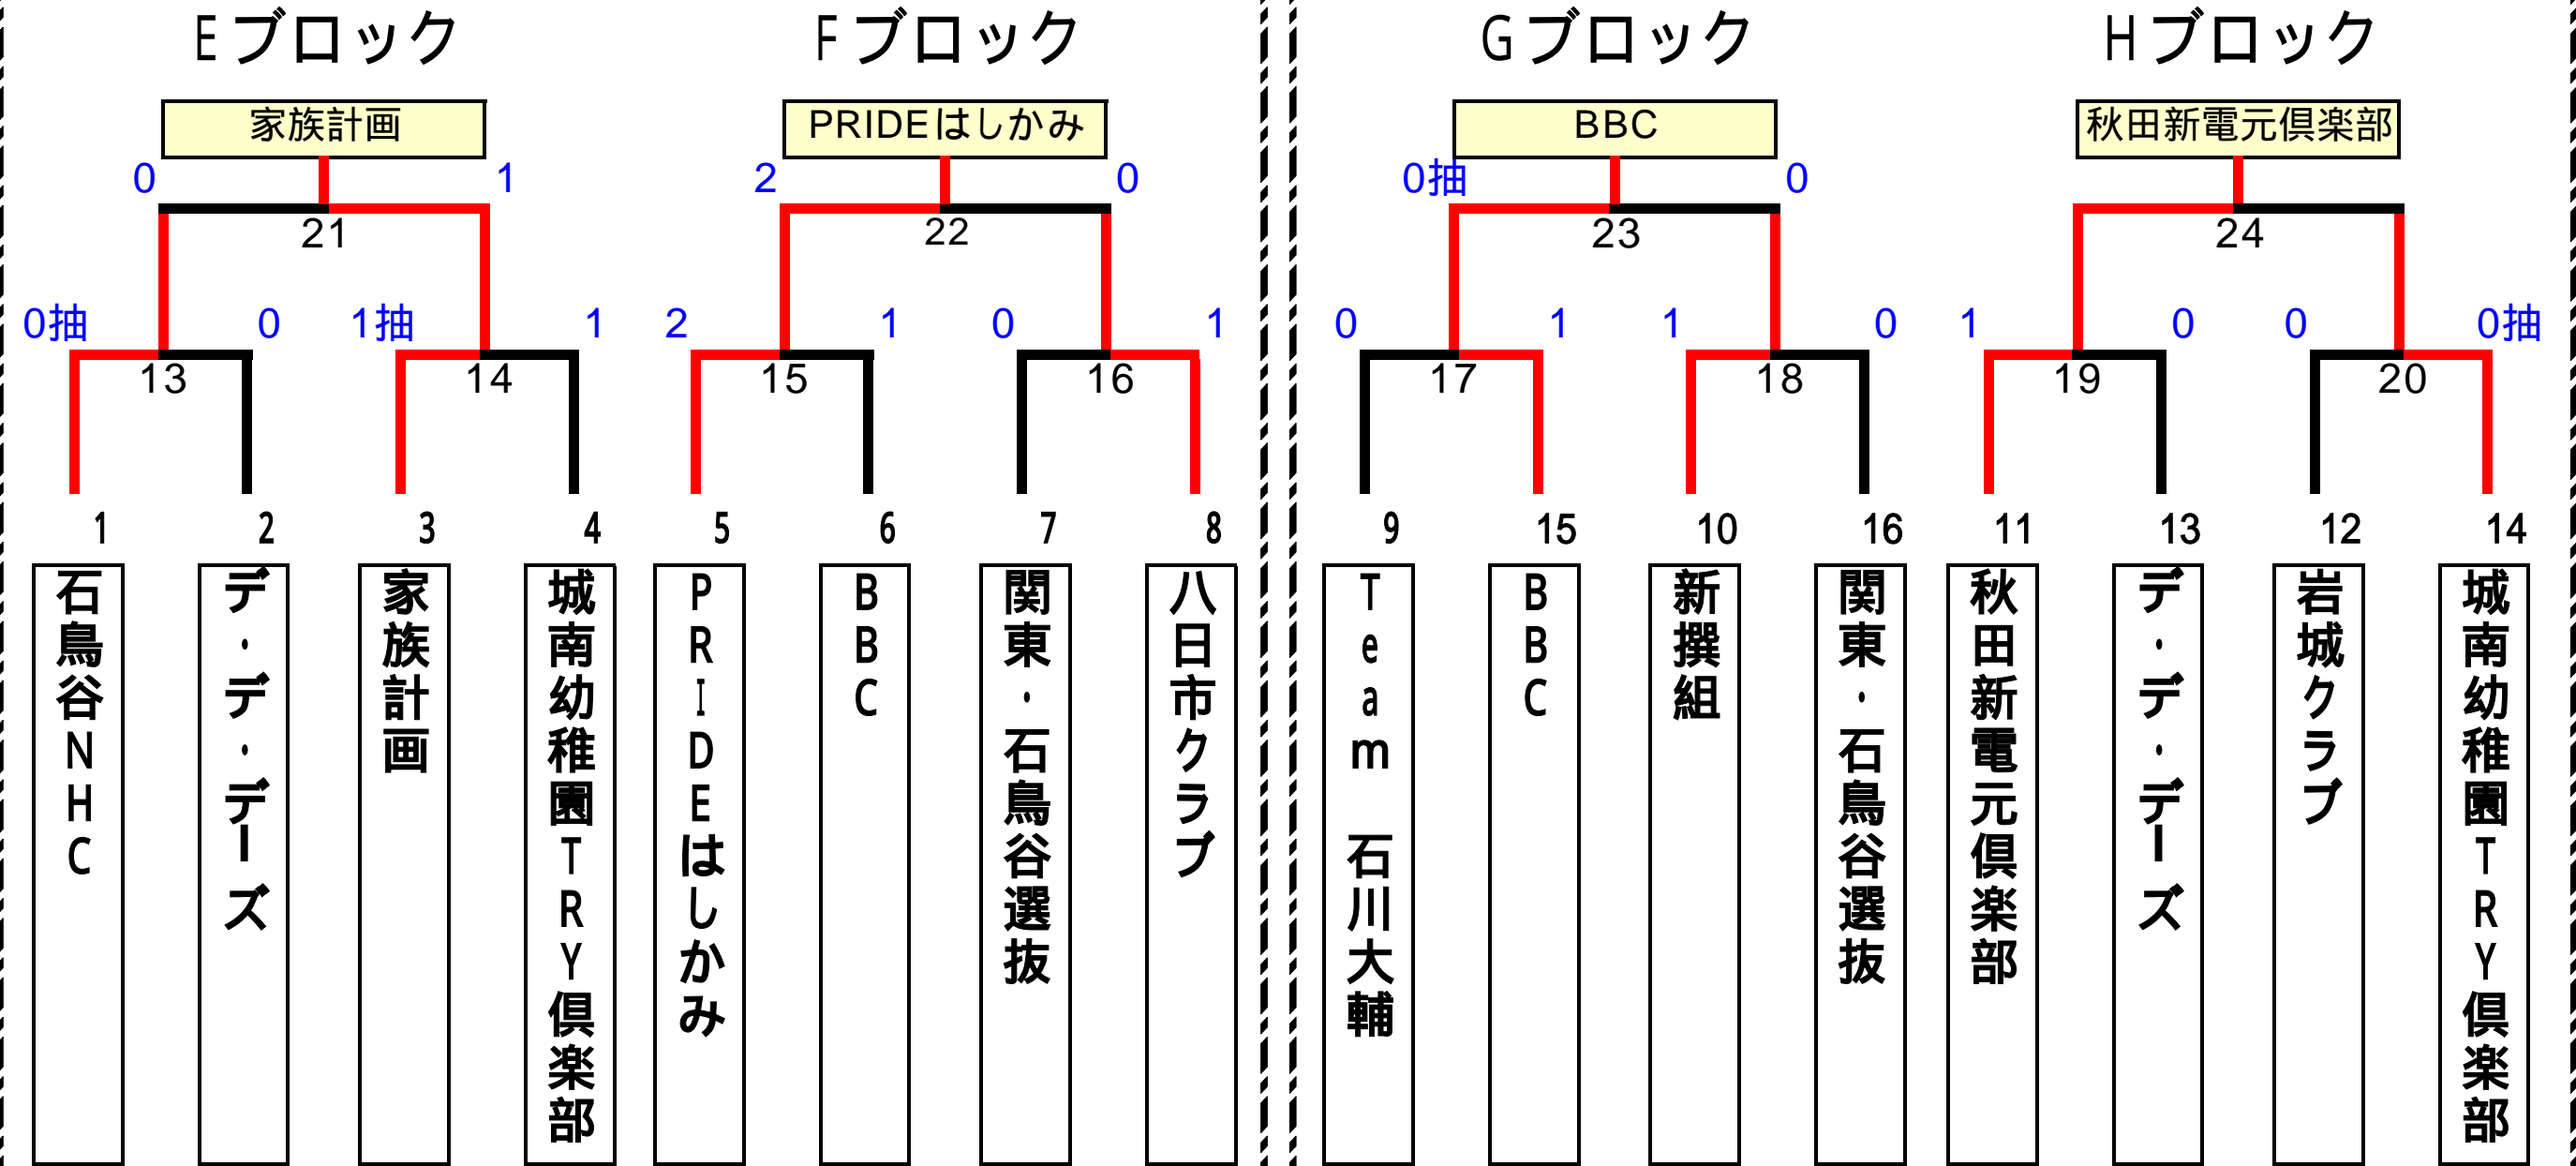 Eブロック
Fブロック
Gブロック
Hブロック
家族計画
PRIDEはしかみ
BBC
秋田新電元倶楽部
0 1 2 0 0抽 0
21 22 23 24
0抽 0 1抽 1 2 1 0 1 0 1 1 0 1 0 0 0抽
13 14 15 16 17 18 19 20
1 2 3 4 5 6 7 8 9 15 10 16 11 13 12 14
石鳥谷NHC
デ・デ・デーズ
家族計画
城南幼稚園TRY倶楽部
PRIDEはしかみ
BBC
関東・石鳥谷選抜
八日市クラブ
Team 石川大輔
BBC
新撰組
関東・石鳥谷選抜
秋田新電元倶楽部
デ・デ・デーズ
岩城クラブ
城南幼稚園TRY倶楽部